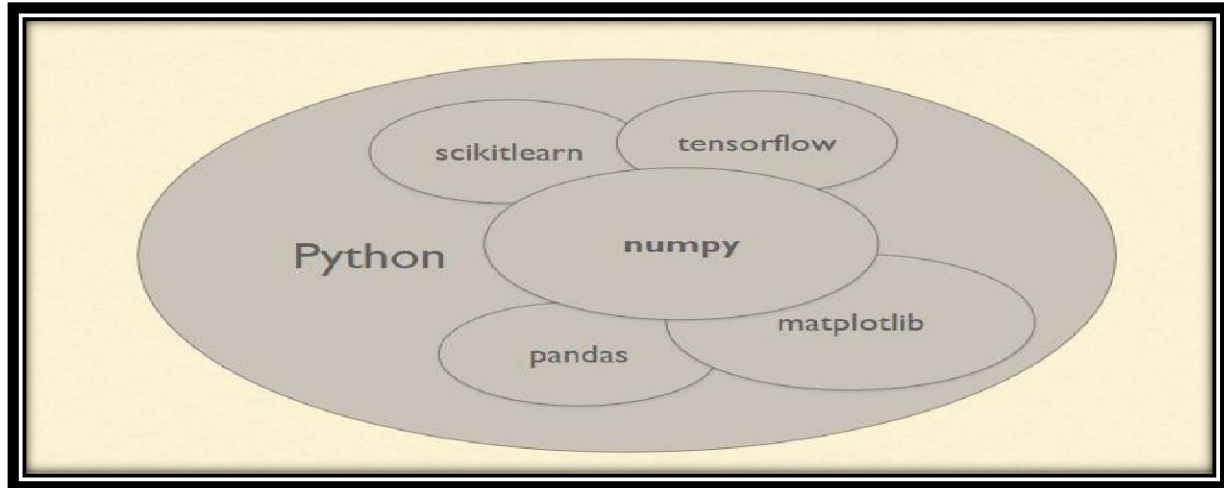 scikitlearn
tensorflow
Python
numpy
matplotlib
pandas